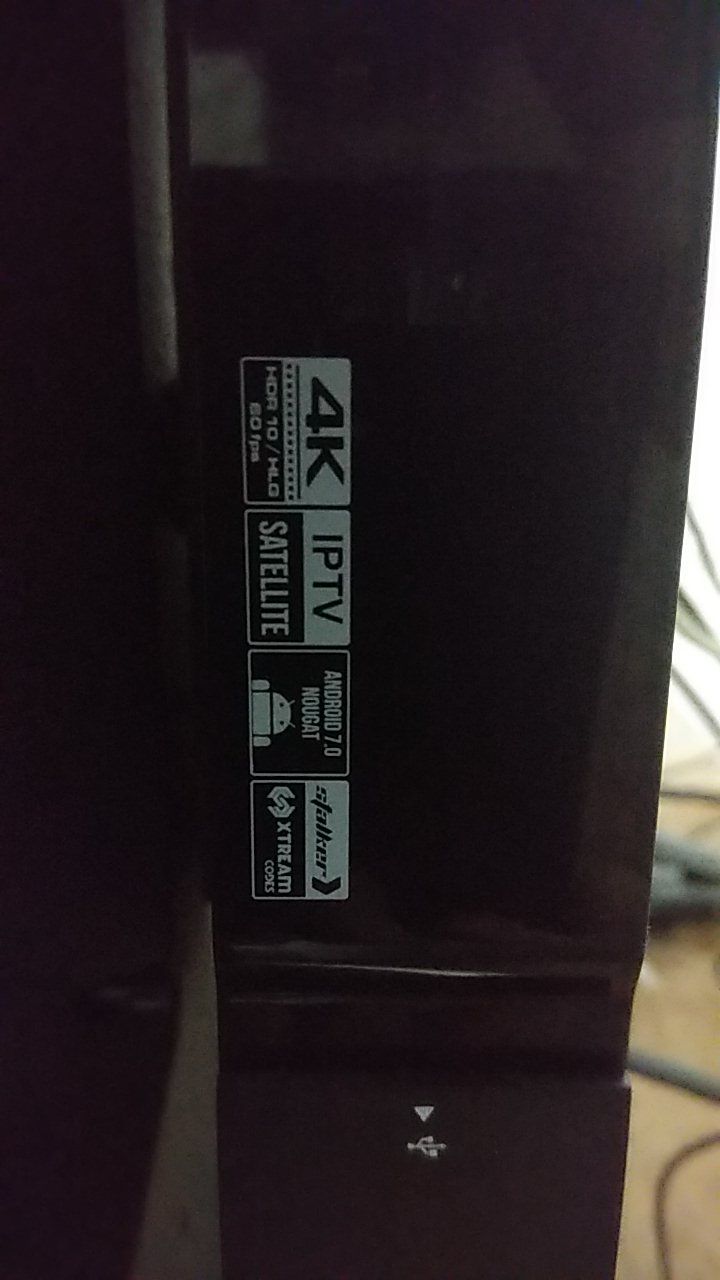 4K
HDR 10 / HLG
60 fps
IPTV
SATELLITE
ANDROID 7.0
NOUGAT
stalker
XTREAM
CODES